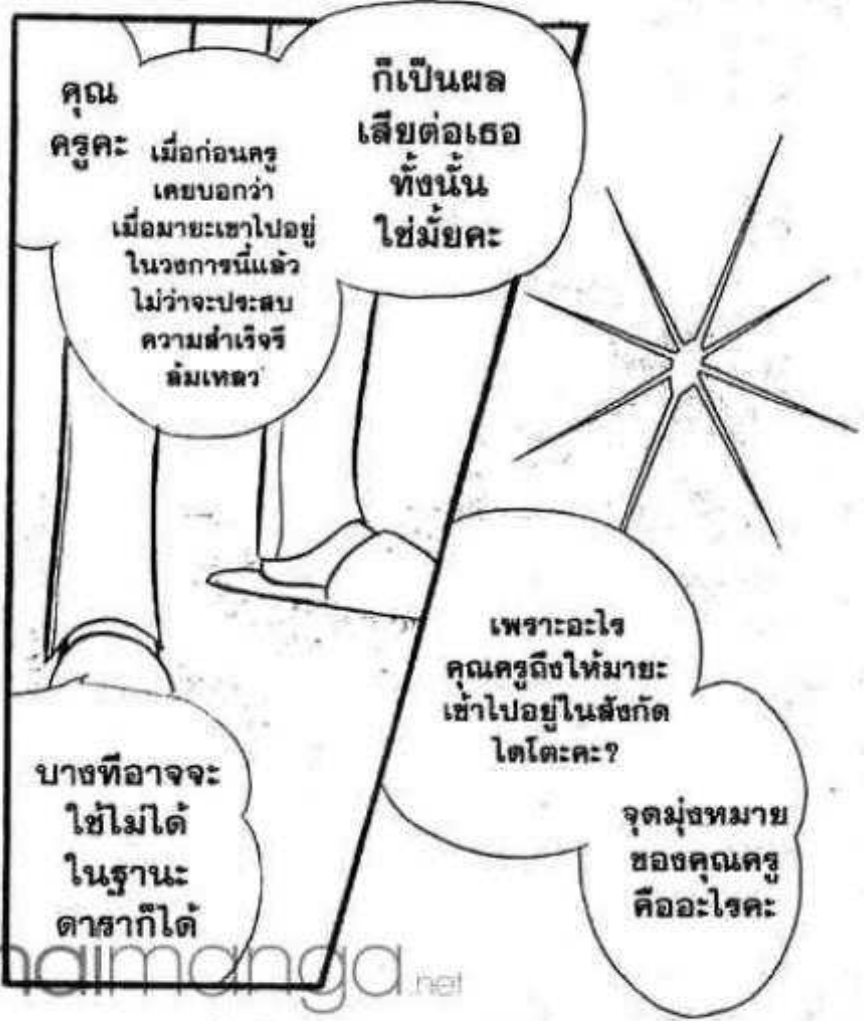 คุณ
ครูคะ
เมื่อก่อนครู
เคยบอกว่า
เมื่อมายะเขาไปอยู่
ในวงการนี้แล้ว
ไม่ว่าจะประสบ
ความสำเร็จรึ
ล้มเหลว
ก็เป็นผล
เสียต่อเธอ
ทั้งนั้น
ใช่มั้ยคะ
เพราะอะไร
คุณครูถึงให้มายะ
เข้าไปอยู่ในสังกัด
ไดโตะคะ?
จุดมุ่งหมาย
ของคุณครู
คืออะไรคะ
บางทีอาจจะ
ใช้ไม่ได้
ในฐานะ
ดาราก็ได้
haimanga.net